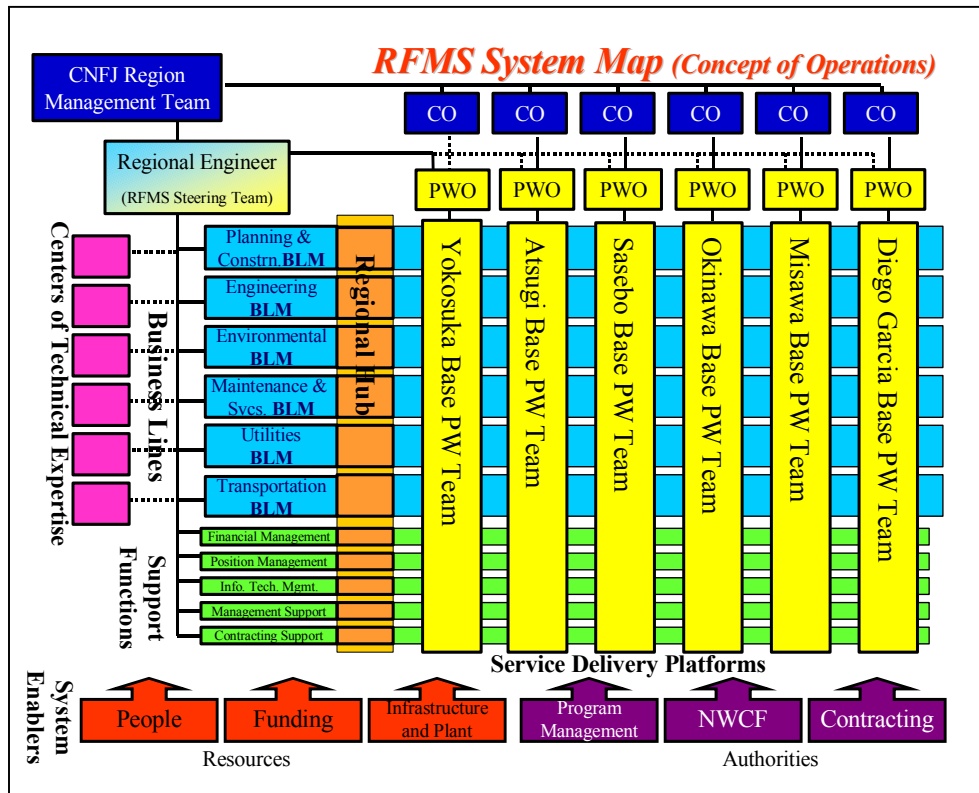 RFMS System Map (Concept of Operations)
CNFJ Region
Management Team
CO
CO
CO
CO
CO
CO
Regional Engineer
(RFMS Steering Team)
PWO
PWO
PWO
PWO
PWO
PWO
Centers of Technical Expertise
Business Lines
Planning &
Constrn.BLM
Engineering
BLM
Environmental
BLM
Maintenance &
Svcs. BLM
Utilities
BLM
Transportation
BLM
Regional Hub
Yokosuka Base PW Team
Atsugi Base PW Team
Sasebo Base PW Team
Okinawa Base PW Team
Misawa Base PW Team
Diego Garcia Base PW Team
Support
Functions
Financial Management
Position Management
Info. Tech. Mgmt.
Management Support
Contracting Support
Service Delivery Platforms
System
Enablers
People
Funding
Infrastructure
and Plant
Program
Management
NWCF
Contracting
Resources
Authorities